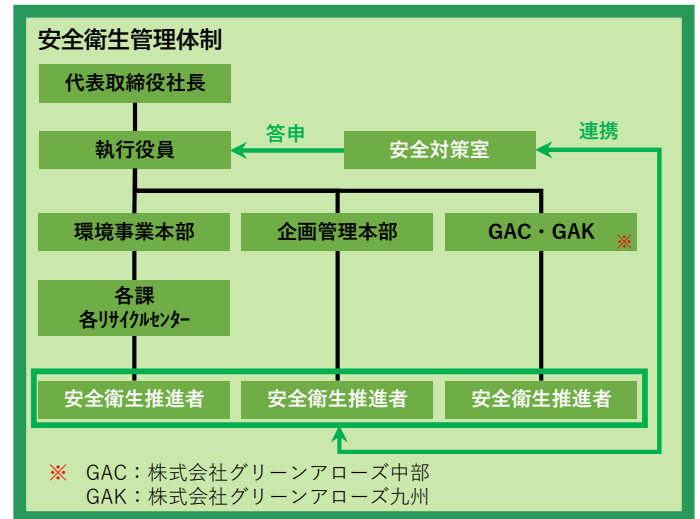 安全衛生管理体制
代表取締役社長
執行役員
答申
安全対策室
連携
環境事業本部
企画管理本部
GAC・GAK
※
各課
各ﾘｻｲｸﾙｾﾝﾀｰ
安全衛生推進者
安全衛生推進者
安全衛生推進者
※ GAC：株式会社グリーンアローズ中部
GAK：株式会社グリーンアローズ九州